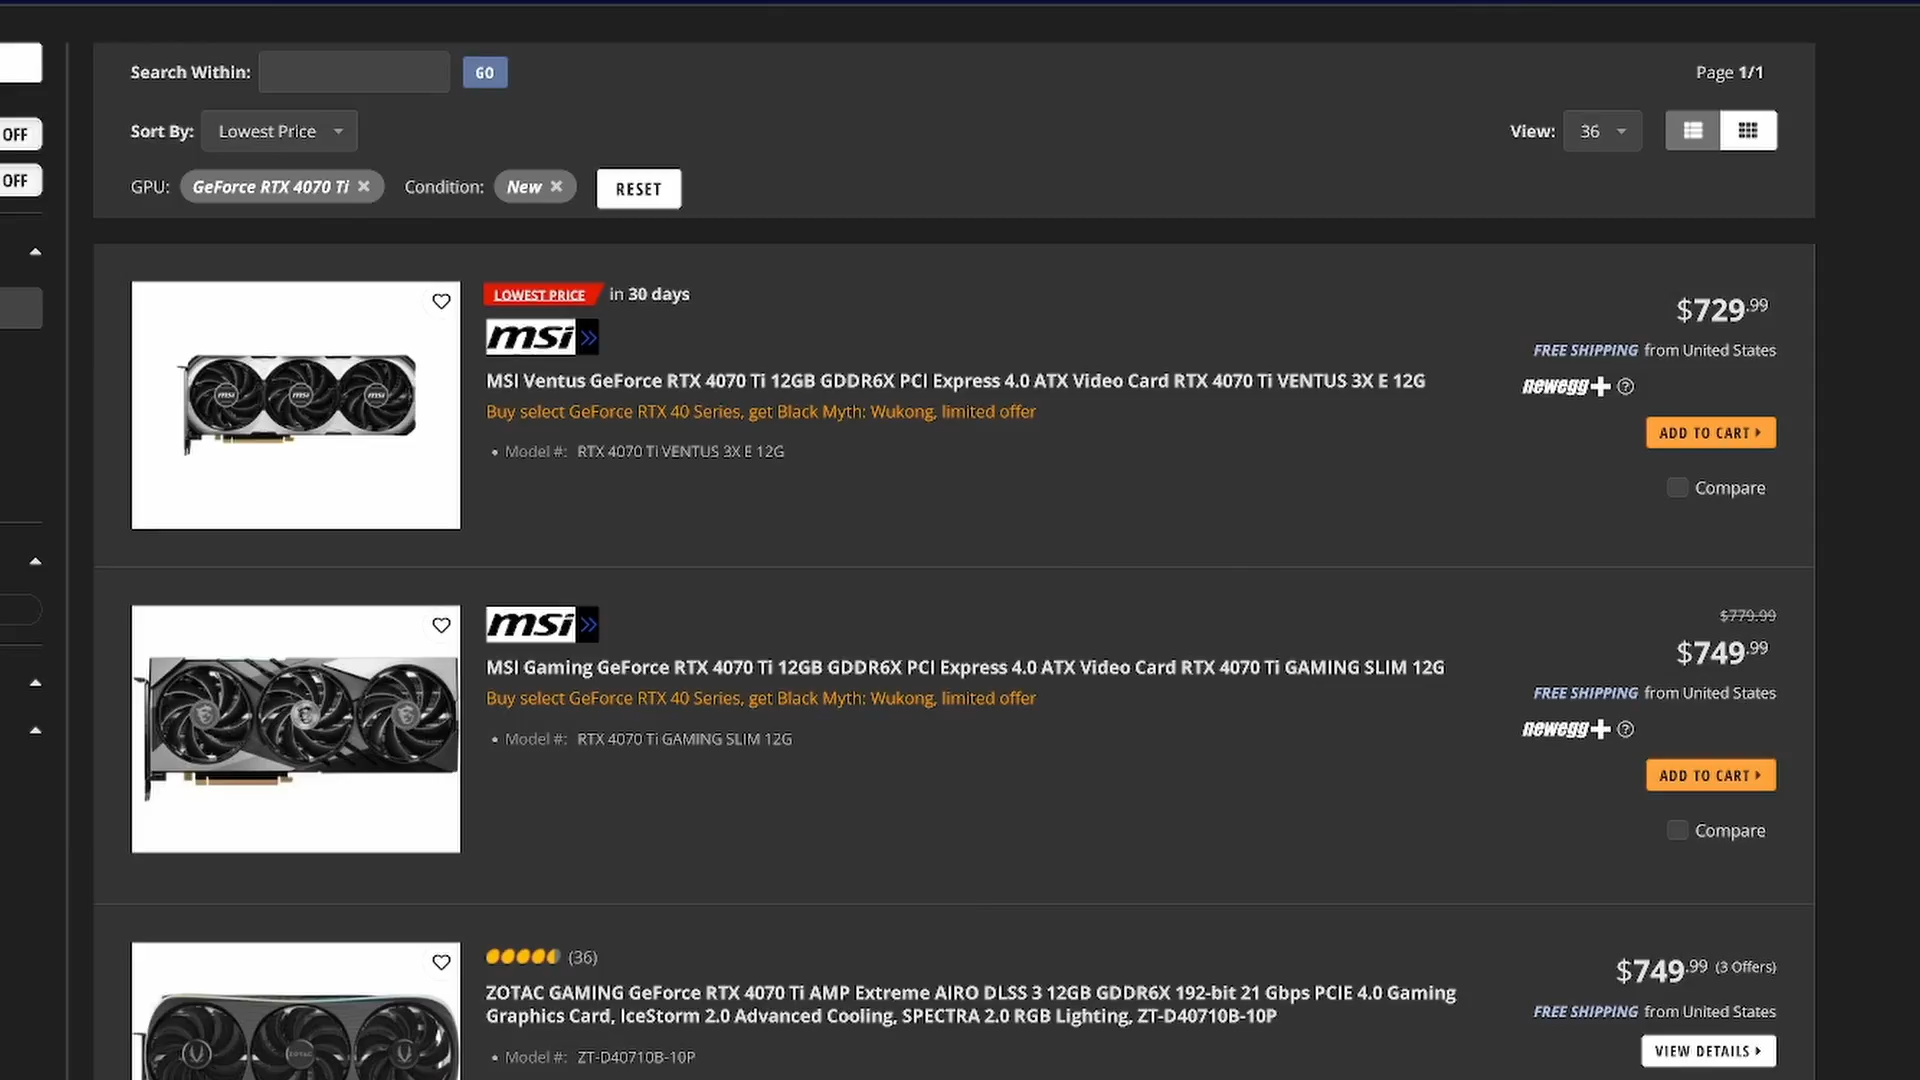 Search Within:
GO
Page 1/1
OFF
Sort By: Lowest Price
View: 36
OFF
GPU: GeForce RTX 4070 Ti × Condition: New × RESET
LOWEST PRICE in 30 days
msi
MSI Ventus GeForce RTX 4070 Ti 12GB GDDR6X PCI Express 4.0 ATX Video Card RTX 4070 Ti VENTUS 3X E 12G
Buy select GeForce RTX 40 Series, get Black Myth: Wukong, limited offer
• Model #: RTX 4070 Ti VENTUS 3X E 12G
$729.99
FREE SHIPPING from United States
newegg+ ?
ADD TO CART
Compare
msi
MSI Gaming GeForce RTX 4070 Ti 12GB GDDR6X PCI Express 4.0 ATX Video Card RTX 4070 Ti GAMING SLIM 12G
Buy select GeForce RTX 40 Series, get Black Myth: Wukong, limited offer
• Model #: RTX 4070 Ti GAMING SLIM 12G
$779.99
$749.99
FREE SHIPPING from United States
newegg+ ?
ADD TO CART
Compare
(36)
ZOTAC GAMING GeForce RTX 4070 Ti AMP Extreme AIRO DLSS 3 12GB GDDR6X 192-bit 21 Gbps PCIE 4.0 Gaming
Graphics Card, IceStorm 2.0 Advanced Cooling, SPECTRA 2.0 RGB Lighting, ZT-D40710B-10P
• Model #: ZT-D40710B-10P
$749.99 (3 Offers)
FREE SHIPPING from United States
VIEW DETAILS